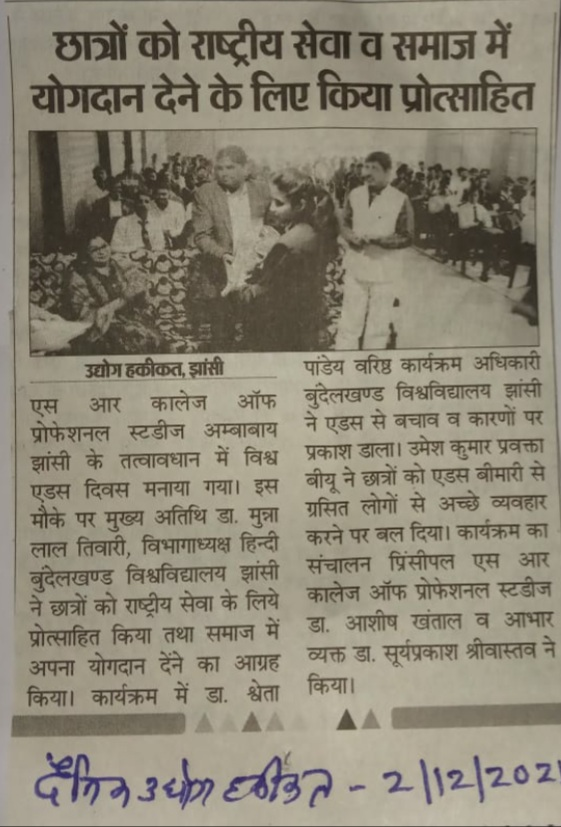 छात्रों को राष्ट्रीय सेवा व समाज में
योगदान देने के लिए किया प्रोत्साहित
उद्योग हकीकत, झांसी
एस आर कालेज ऑफ
प्रोफेशनल स्टडीज अम्बाबाय
झांसी के तत्वावधान में विश्व
एडस दिवस मनाया गया। इस
मौके पर मुख्य अतिथि डा. मुन्ना
लाल तिवारी, विभागाध्यक्ष हिन्दी
बुंदेलखण्ड विश्वविद्यालय झांसी
ने छात्रों को राष्ट्रीय सेवा के लिये
प्रोत्साहित किया तथा समाज में
अपना योगदान देंने का आग्रह
किया। कार्यक्रम में डा. श्वेता
पांडेय वरिष्ठ कार्यक्रम अधिकारी
बुंदेलखण्ड विश्वविद्यालय झांसी
ने एडस से बचाव व कारणों पर
प्रकाश डाला। उमेश कुमार प्रवक्ता
बीयू ने छात्रों को एडस बीमारी से
ग्रसित लोगों से अच्छे व्यवहार
करने पर बल दिया। कार्यक्रम का
संचालन प्रिंसीपल एस आर
कालेज ऑफ प्रोफेशनल स्टडीज
डा. आशीष खंताल व आभार
व्यक्त डा. सूर्यप्रकाश श्रीवास्तव ने
किया।
दैनिक उद्योग हकीकत - 2/12/2021